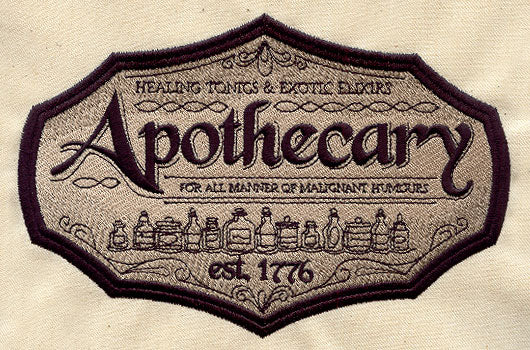 HEALING TONICS & EXOTIC ELIXIRS
Apothecary
FOR ALL MANNER OF MALIGNANT HUMOURS
est. 1776